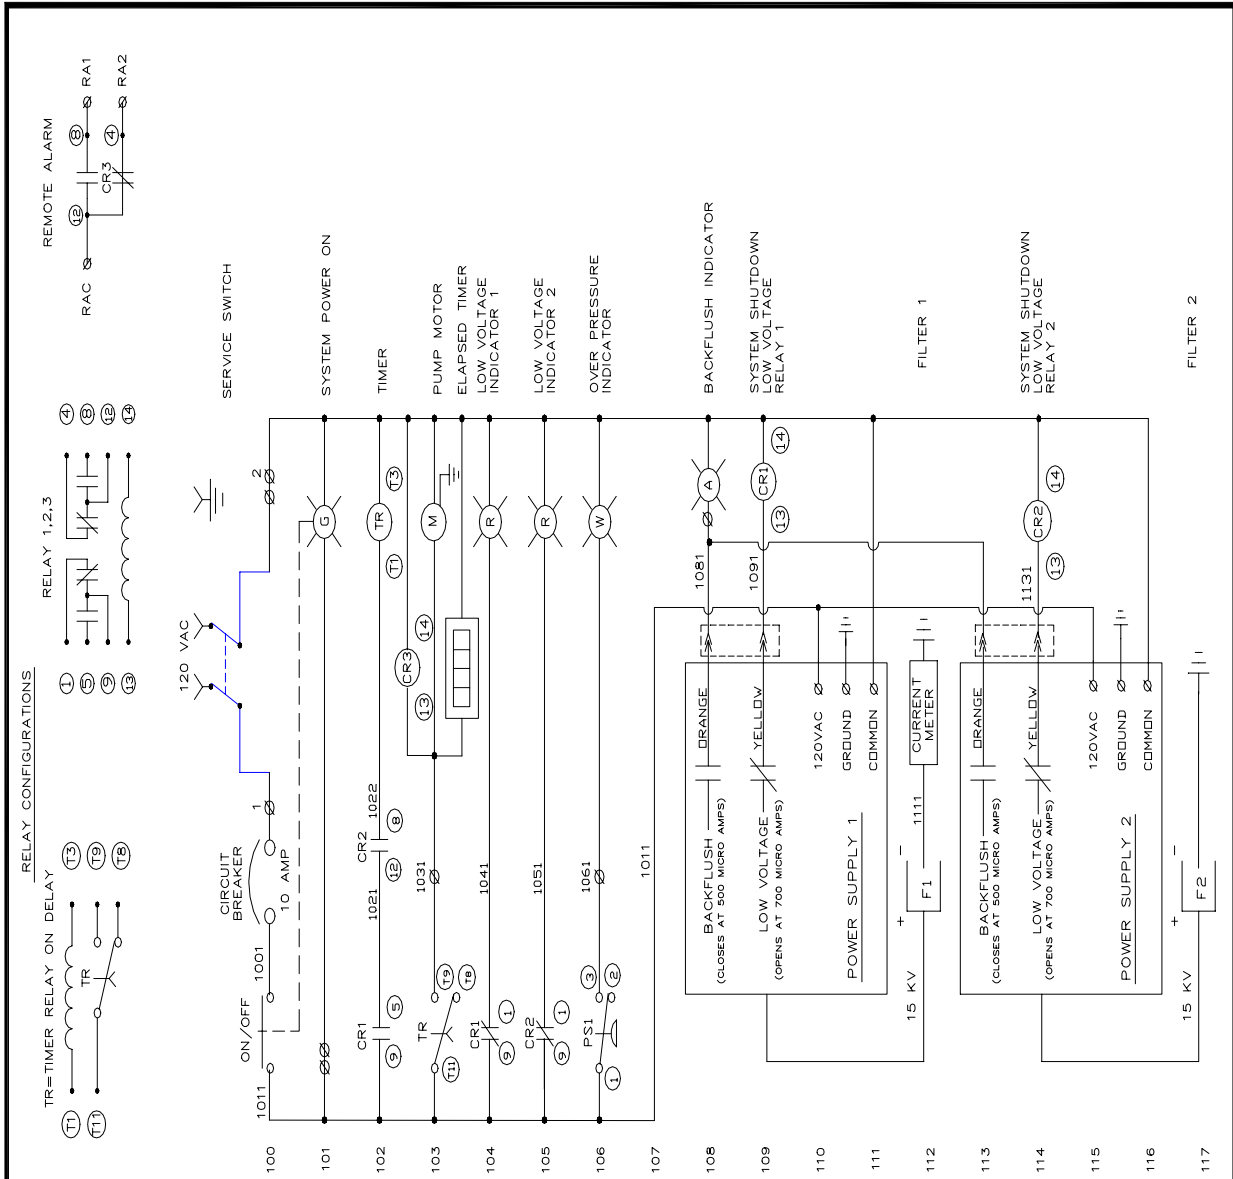 RELAY CONFIGURATIONS
TR=TIMER RELAY ON DELAY
T1
T3
T11
TR
T9
T8
RELAY 1,2,3
1
4
5
8
9
12
13
14
REMOTE ALARM
RAC
12
8
RA1
CR3
4
RA2
120 VAC
SERVICE SWITCH
100
1011
ON/OFF
1001
CIRCUIT
BREAKER
10 AMP
1
2
101
G
SYSTEM POWER ON
102
9
CR1
5
1021
12
CR2
8
1022
T1
TR
T3
TIMER
13
CR3
14
103
T11
TR
T9
T8
1031
M
PUMP MOTOR
ELAPSED TIMER
104
9
CR1
1
1041
R
LOW VOLTAGE
INDICATOR 1
105
9
CR2
1
1051
R
LOW VOLTAGE
INDICATOR 2
106
1
PS1
3
2
1061
W
OVER PRESSURE
INDICATOR
107
1011
108
BACKFLUSH
(CLOSES AT 500 MICRO AMPS)
ORANGE
1081
A
BACKFLUSH INDICATOR
109
LOW VOLTAGE
(OPENS AT 700 MICRO AMPS)
YELLOW
1091
13
CR1
14
SYSTEM SHUTDOWN
LOW VOLTAGE
RELAY 1
110
120VAC
GROUND
POWER SUPPLY 1
111
COMMON
112
15 KV
+
F1
-
1111
CURRENT
METER
FILTER 1
113
BACKFLUSH
(CLOSES AT 500 MICRO AMPS)
ORANGE
114
LOW VOLTAGE
(OPENS AT 700 MICRO AMPS)
YELLOW
1131
13
CR2
14
SYSTEM SHUTDOWN
LOW VOLTAGE
RELAY 2
115
120VAC
GROUND
POWER SUPPLY 2
116
COMMON
117
15 KV
+
F2
-
FILTER 2